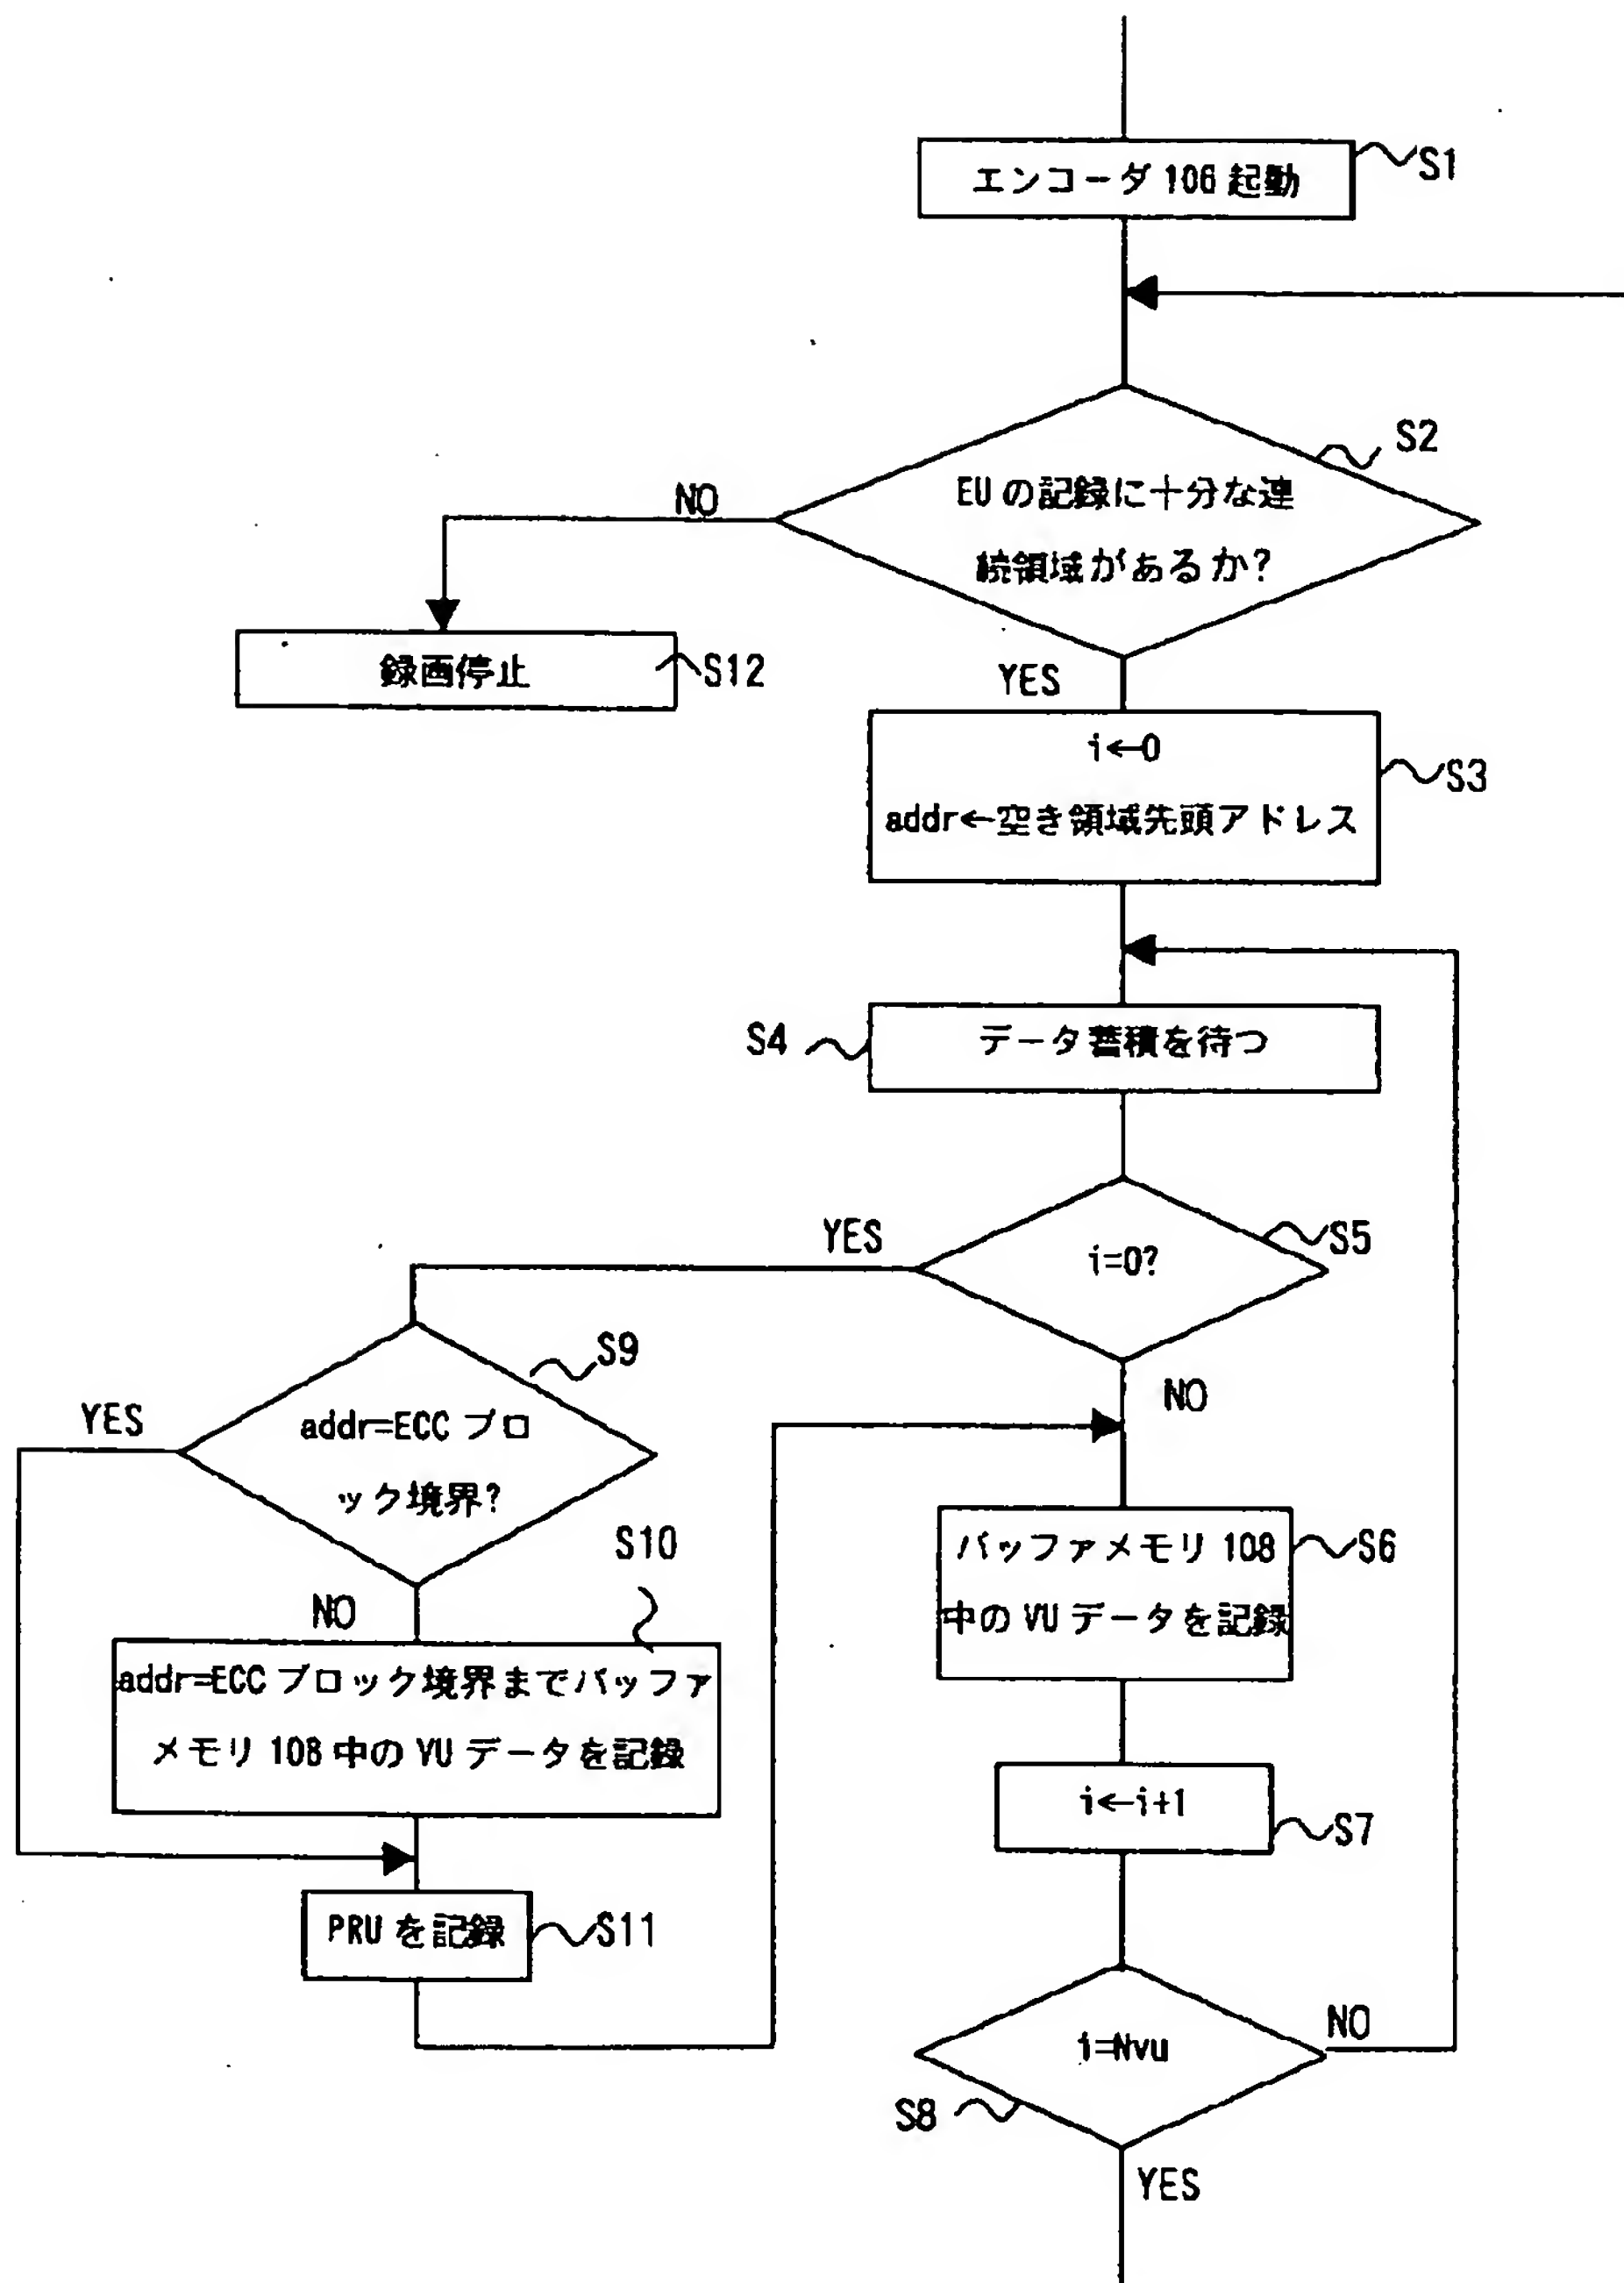 エンコーダ 106 起動
S1
S2
EU の記録に十分な連
続領域があるか?
NO
YES
録画停止
S12
i←0
addr←空き領域先頭アドレス
S3
S4
データ蓄積を待つ
YES
i=0?
S5
NO
S9
YES
addr=ECC ブロ
ック境界?
S10
NO
addr=ECC ブロック境界までバッファ
メモリ 108 中の VU データを記録
バッファメモリ 108
中の VU データを記録
S6
i←i+1
S7
PRU を記録
S11
i=Nvu
NO
S8
YES